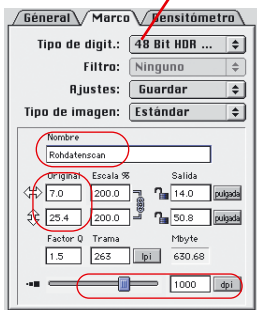 Général Marco Densitómetro
Tipo de digit.: 48 Bit HDR ...
Filtro: Ninguno
Ajustes: Guardar
Tipo de imagen: Estándar
Nombre
Rohdatenscan
Original Escala % Salida
7.0 200.0 14.0 pulgada
25.4 200.0 50.8 pulgada
Factor Q Trama Mbyte
1.5 263 lpi 630.68
1000 dpi